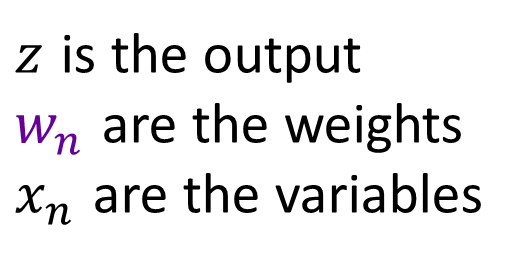 z is the output
wₙ are the weights
xₙ are the variables